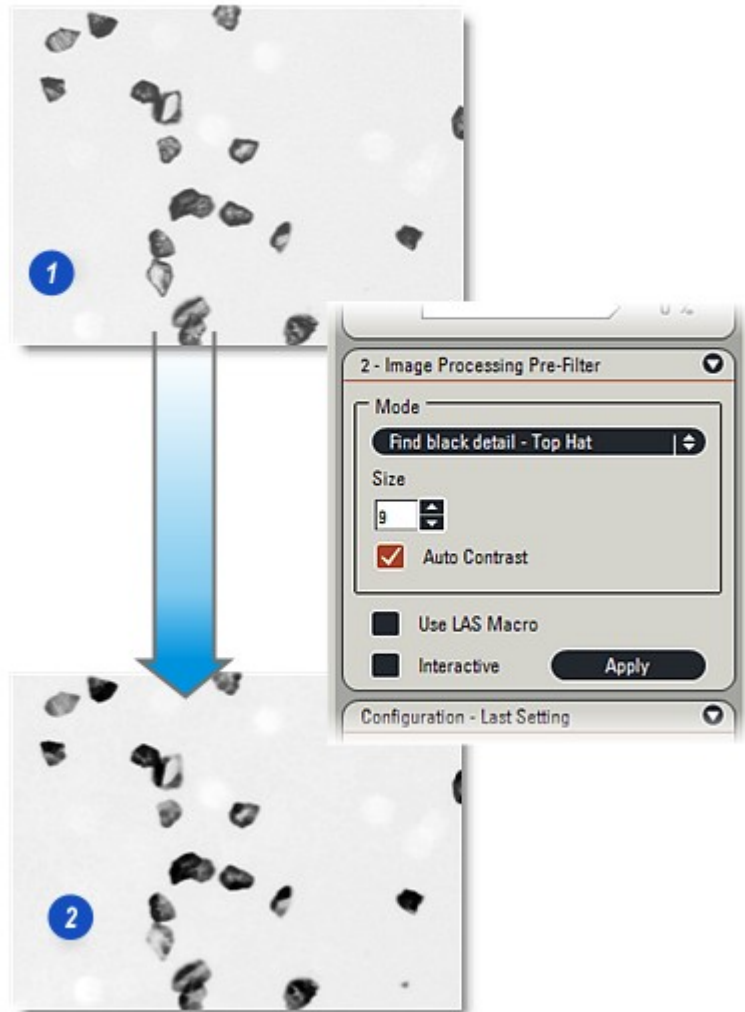 1
2 - Image Processing Pre-Filter
Mode
Find black detail - Top Hat
Size
9
Auto Contrast
Use LAS Macro
Interactive
Apply
Configuration - Last Setting
2